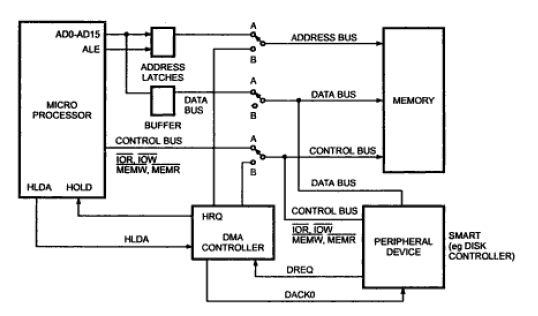 AD0-AD15
ALE
ADDRESS
LATCHES
A
B
ADDRESS BUS
MICRO
PROCESSOR
BUFFER
DATA
BUS
A
B
DATA BUS
MEMORY
CONTROL BUS
IOR, IOW
MEMW, MEMR
A
B
CONTROL BUS
HLDA HOLD
DATA BUS
HRQ
DMA
CONTROLLER
HLDA
CONTROL BUS
IOR, IOW
MEMW, MEMR
PERIPHERAL
DEVICE
SMART
(eg DISK
CONTROLLER)
DREQ
DACK0